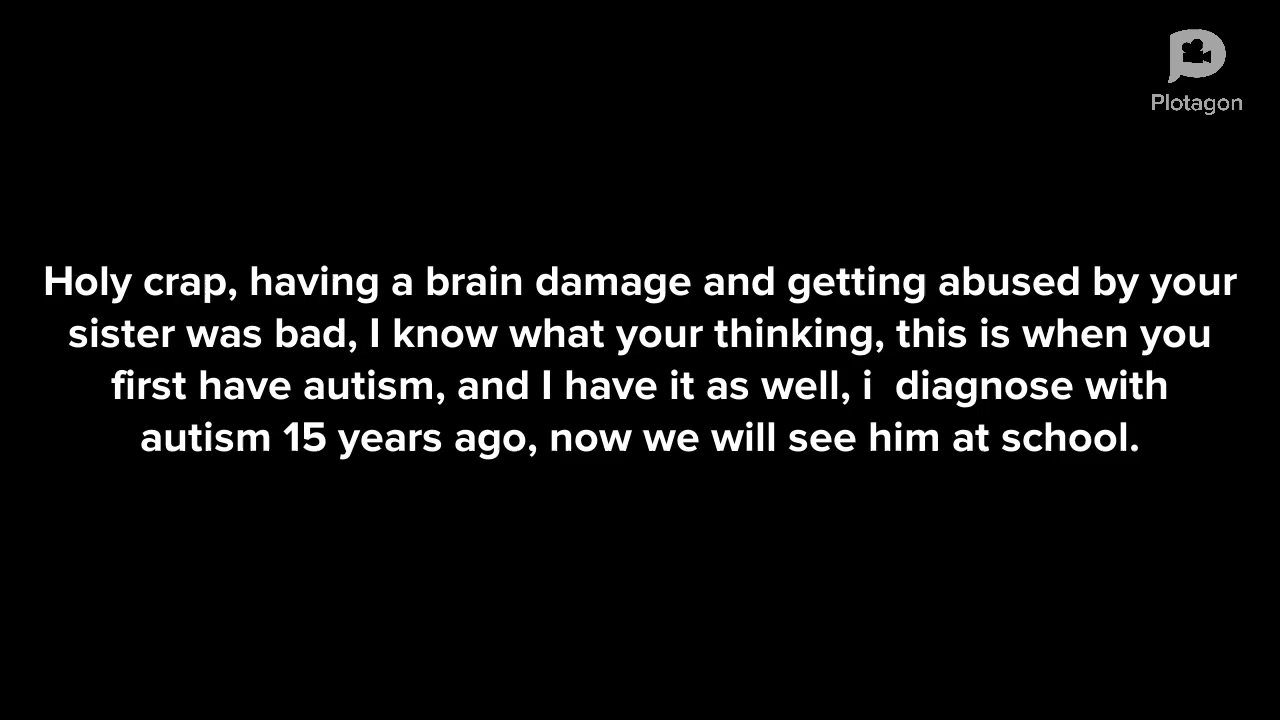 Plotagon
Holy crap, having a brain damage and getting abused by your
sister was bad, I know what your thinking, this is when you
first have autism, and I have it as well, i  diagnose with
autism 15 years ago, now we will see him at school.